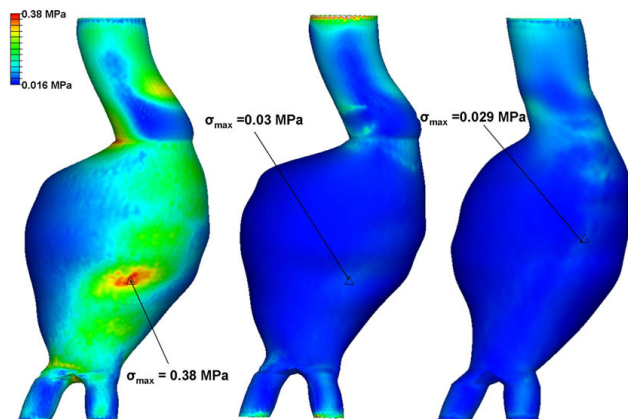 0.38 MPa
0.016 MPa
σmax =0.03 MPa
σmax =0.029 MPa
σmax = 0.38 MPa